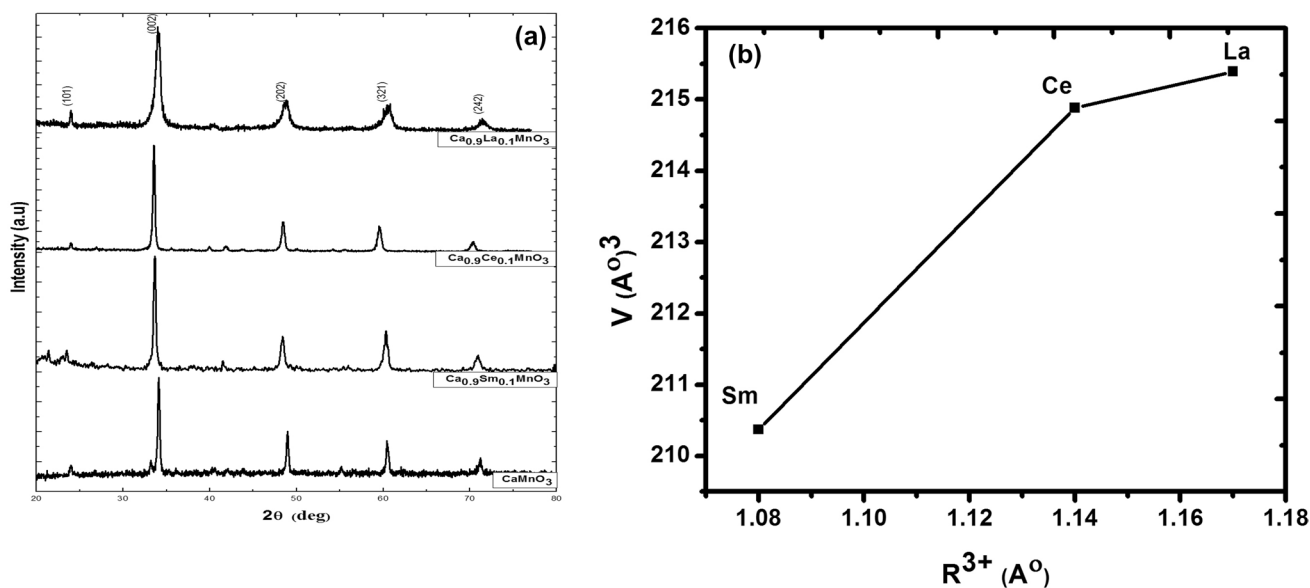 (a)
(002)
(101)
(202)
(321)
(242)
Ca0.9La0.1MnO3
Ca0.9Ce0.1MnO3
Ca0.9Sm0.1MnO3
CaMnO3
Intensity (a.u)
20 30 40 50 60 70 80
2θ (deg)
(b)
La
Ce
Sm
216
215
214
213
212
211
210
V (A⁰)³
1.08 1.10 1.12 1.14 1.16 1.18
R³⁺ (A⁰)